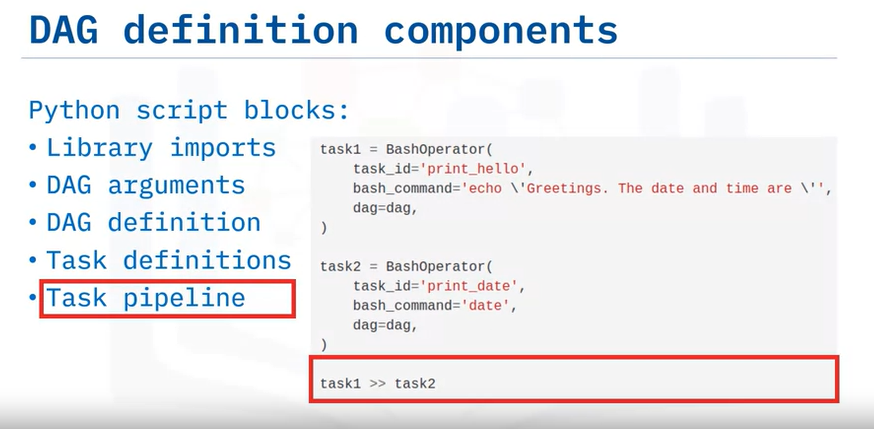 DAG definition components
Python script blocks:
• Library imports
• DAG arguments
• DAG definition
• Task definitions
• Task pipeline
task1 = BashOperator(
    task_id='print_hello',
    bash_command='echo \'Greetings. The date and time are \'',
    dag=dag,
)
task2 = BashOperator(
    task_id='print_date',
    bash_command='date',
    dag=dag,
)
task1 >> task2